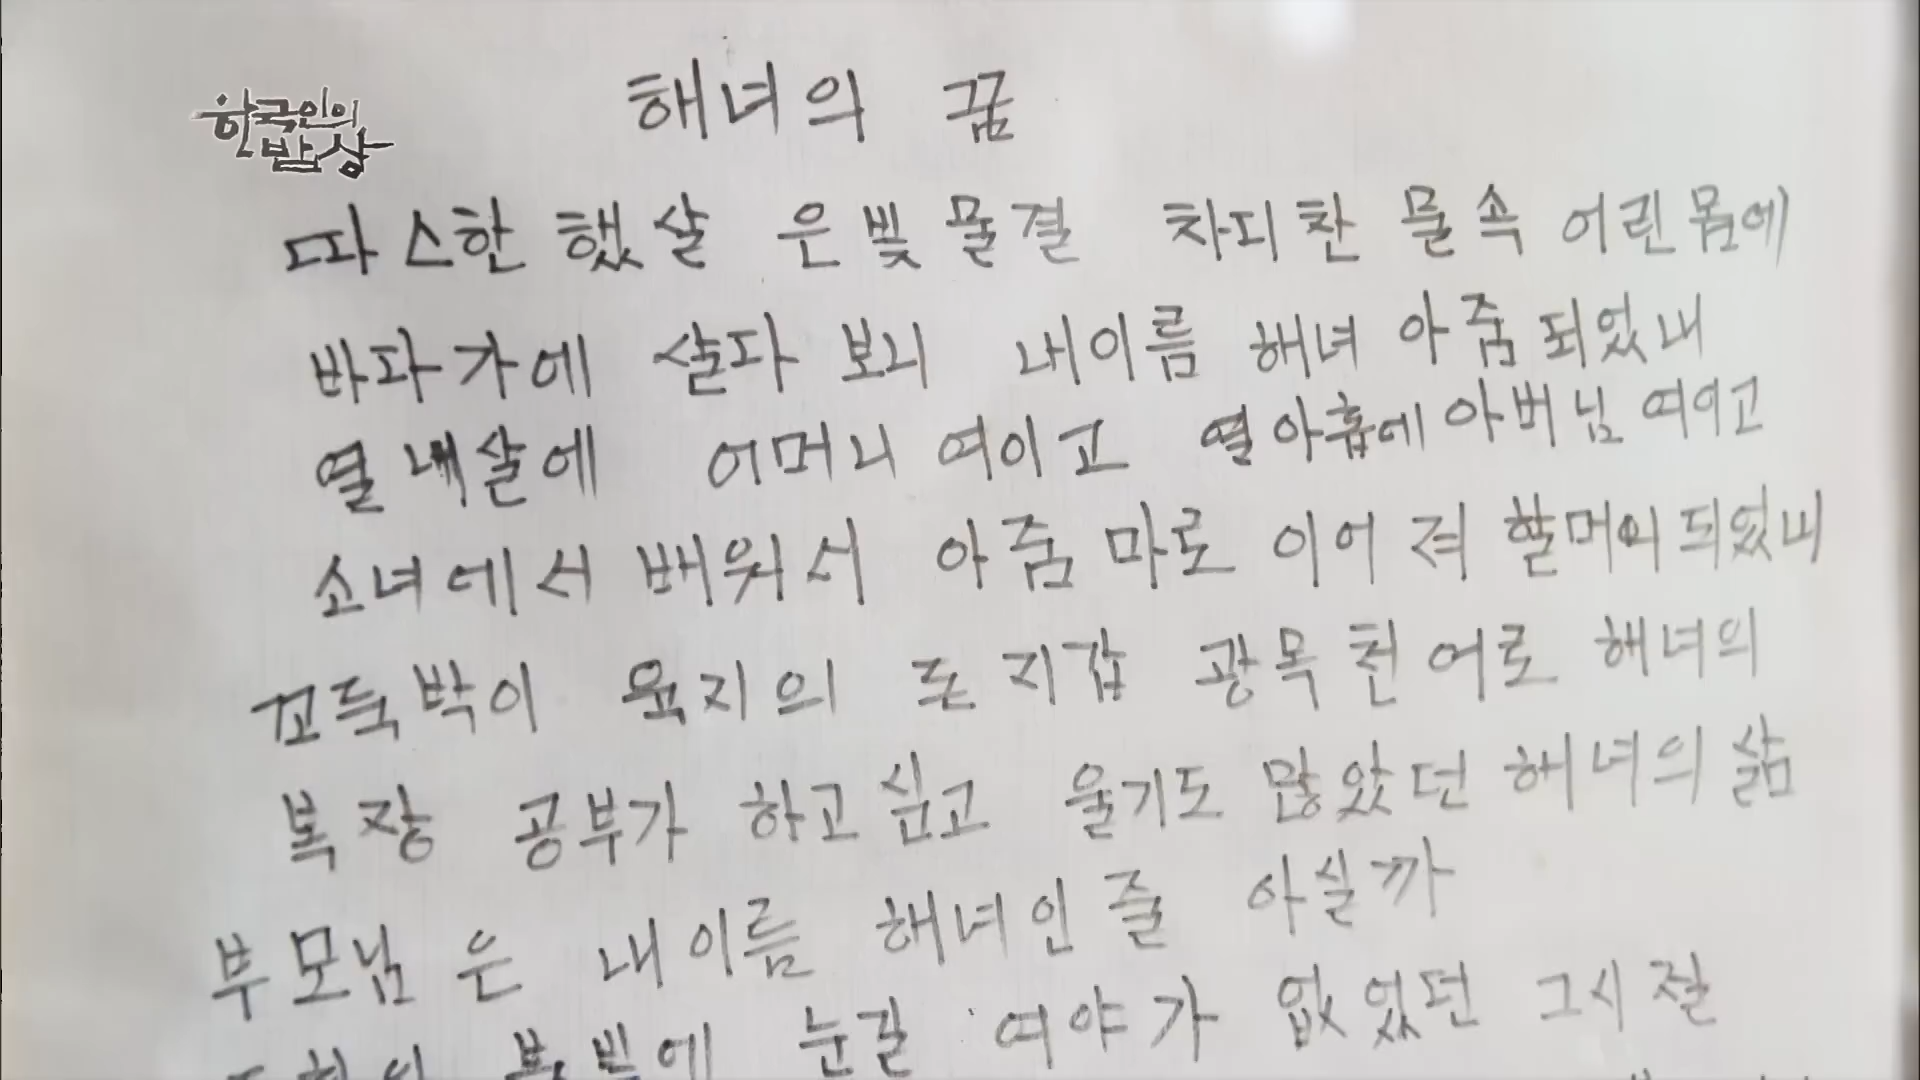 한국인의
밥상
해녀의 꿈
따스한 했살 은빛물결 차디찬 물속 어린몸에
바다가에 살다 보니 내이름 해녀 아줌되었내
열네살에 어머니 여이고 열아홉에 아버님 여이고
소녀에서 배워서 아줌마로 이어져 할머니 되었내
꼬득박이 육지의 돈지갑 광목천어로 해녀의
복장 공부가 하고싶고 울기도 많았던 해녀의 삶
부모님은 내이름 해녀인줄 아실까
눈길 여야가 없었던 그시절